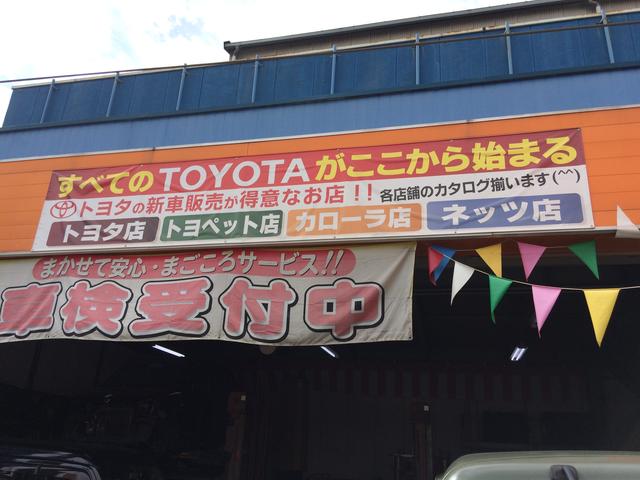 すべてのTOYOTAがここから始まる
トヨタの新車販売が得意なお店!! 各店舗のカタログ揃います(^^)
トヨタ店 トヨペット店 カローラ店 ネッツ店
まかせて安心・まごころサービス!!
車検受付中